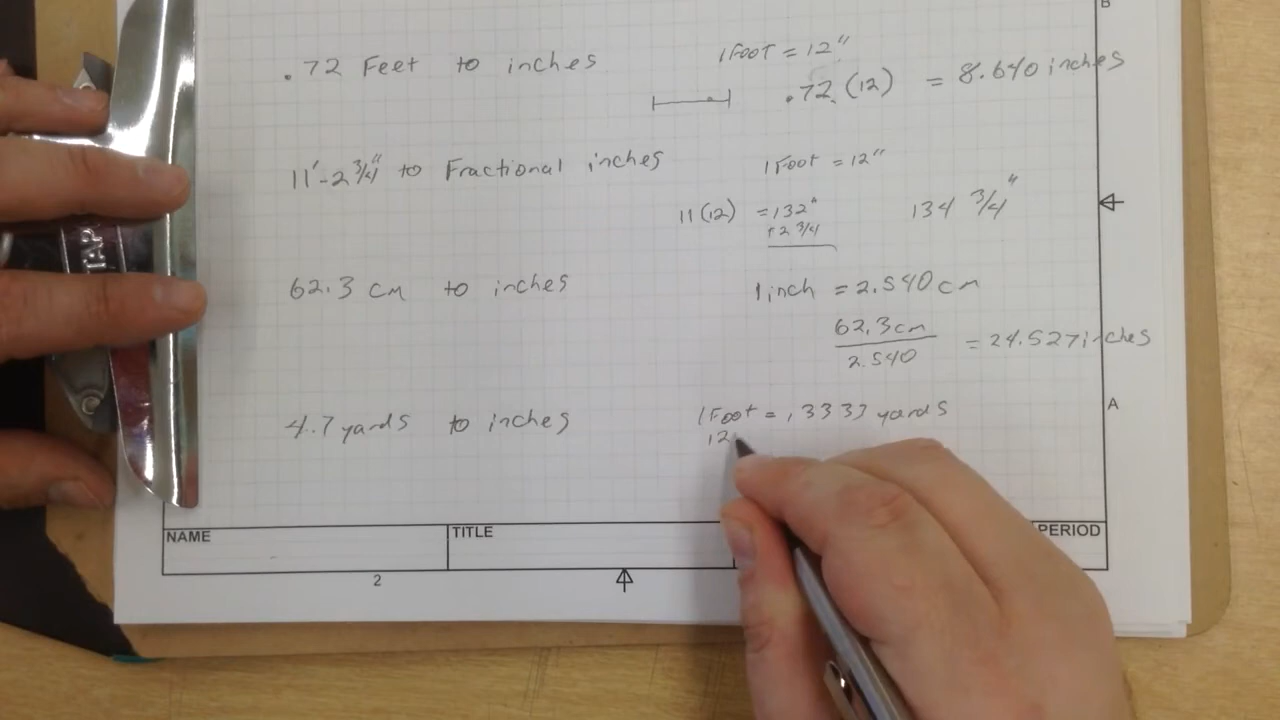 B
.72 Feet to inches
1 FOOT = 12"
.72 (12) = 8.640 inches
11'-2 3/4" to Fractional inches
1 Foot = 12"
11 (12) = 132"
+2 3/4
134 3/4"
62.3 cm to inches
1 inch = 2.540 cm
62.3 cm
2.540
= 24.527 inches
4.7 yards to inches
1 Foot = .3333 yards
12
A
NAME
TITLE
PERIOD
2
TAP